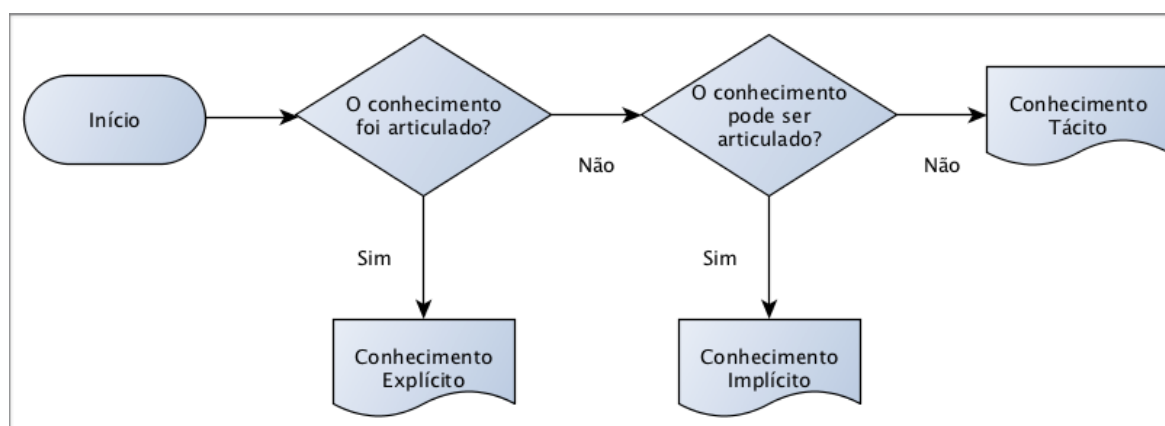 Início
O conhecimento
foi articulado?
Não
O conhecimento
pode ser
articulado?
Não
Conhecimento
Tácito
Sim
Sim
Conhecimento
Explícito
Conhecimento
Implícito